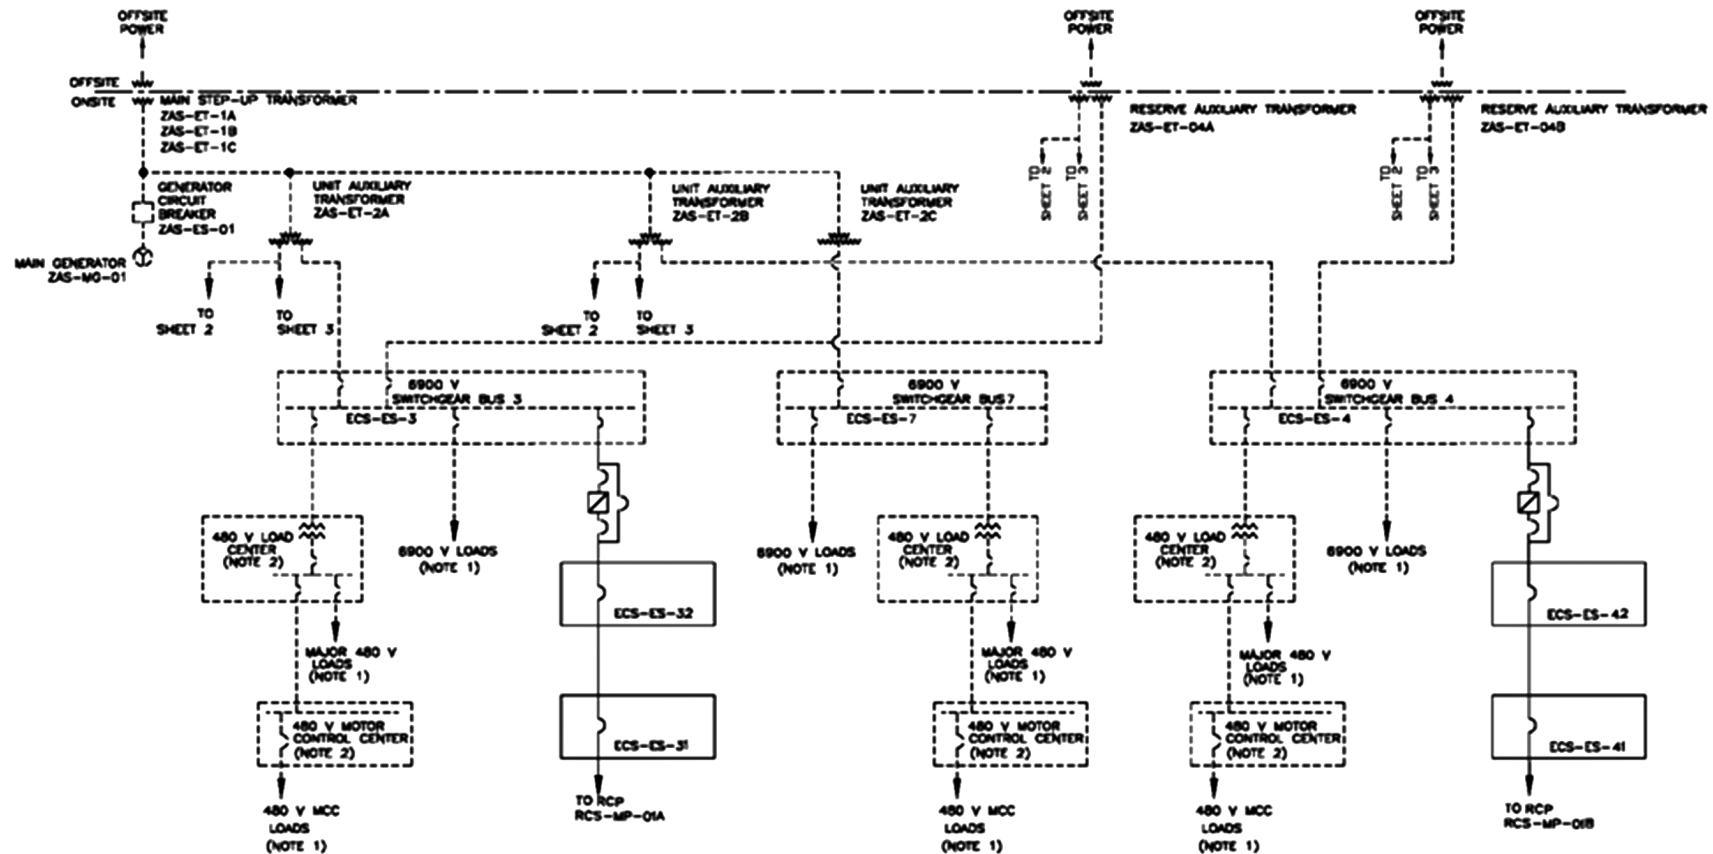 OFFSITE
POWER
OFFSITE
POWER
OFFSITE
POWER
OFFSITE
ONSITE
MAIN STEP-UP TRANSFORMER
ZAS-ET-1A
ZAS-ET-1B
ZAS-ET-1C
RESERVE AUXILIARY TRANSFORMER
ZAS-ET-04A
RESERVE AUXILIARY TRANSFORMER
ZAS-ET-04B
TO
SHEET 2
TO
SHEET 3
TO
SHEET 2
TO
SHEET 3
GENERATOR
CIRCUIT
BREAKER
ZAS-ES-01
UNIT AUXILIARY
TRANSFORMER
ZAS-ET-2A
UNIT AUXILIARY
TRANSFORMER
ZAS-ET-2B
UNIT AUXILIARY
TRANSFORMER
ZAS-ET-2C
MAIN GENERATOR
ZAS-MG-01
TO
SHEET 2
TO
SHEET 3
TO
SHEET 2
TO
SHEET 3
6900 V
SWITCHGEAR BUS 3
ECS-ES-3
6900 V
SWITCHGEAR BUS 7
ECS-ES-7
6900 V
SWITCHGEAR BUS 4
ECS-ES-4
480 V LOAD
CENTER
(NOTE 2)
6900 V LOADS
(NOTE 1)
6900 V LOADS
(NOTE 1)
480 V LOAD
CENTER
(NOTE 2)
480 V LOAD
CENTER
(NOTE 2)
6900 V LOADS
(NOTE 1)
ECS-ES-32
ECS-ES-42
MAJOR 480 V
LOADS
(NOTE 1)
MAJOR 480 V
LOADS
(NOTE 1)
MAJOR 480 V
LOADS
(NOTE 1)
480 V MOTOR
CONTROL CENTER
(NOTE 2)
ECS-ES-31
480 V MOTOR
CONTROL CENTER
(NOTE 2)
480 V MOTOR
CONTROL CENTER
(NOTE 2)
ECS-ES-41
480 V MCC
LOADS
(NOTE 1)
TO RCP
RCS-MP-01A
480 V MCC
LOADS
(NOTE 1)
480 V MCC
LOADS
(NOTE 1)
TO RCP
RCS-MP-01B